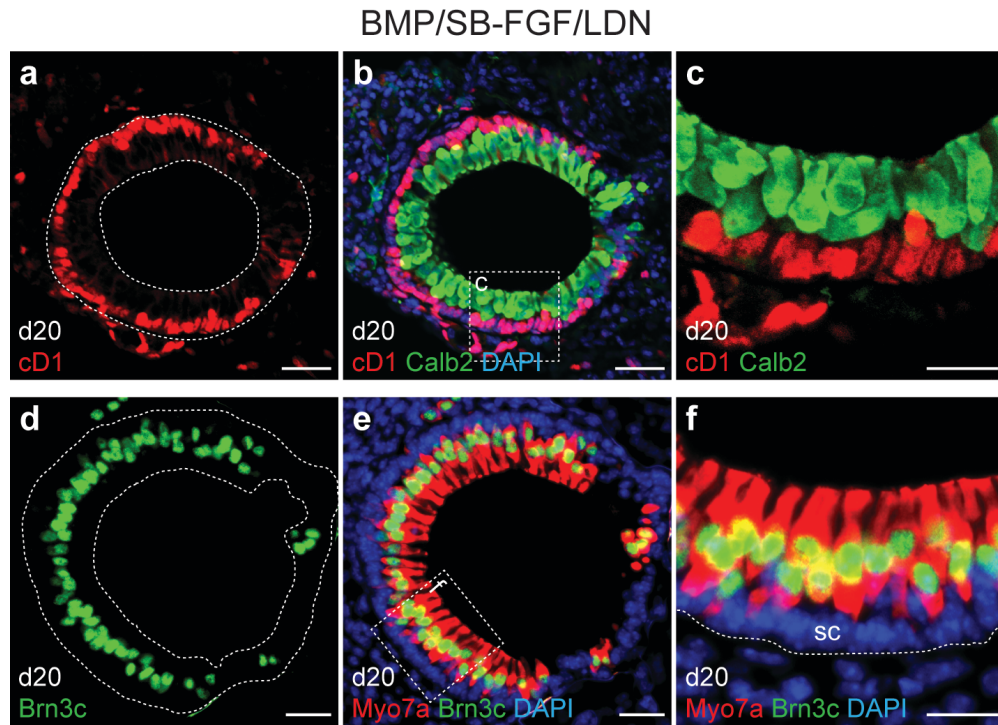 BMP/SB-FGF/LDN
a
d20
cD1
b
c
d20
cD1 Calb2 DAPI
c
d20
cD1 Calb2
d
d20
Brn3c
e
f
d20
Myo7a Brn3c DAPI
f
sc
d20
Myo7a Brn3c DAPI